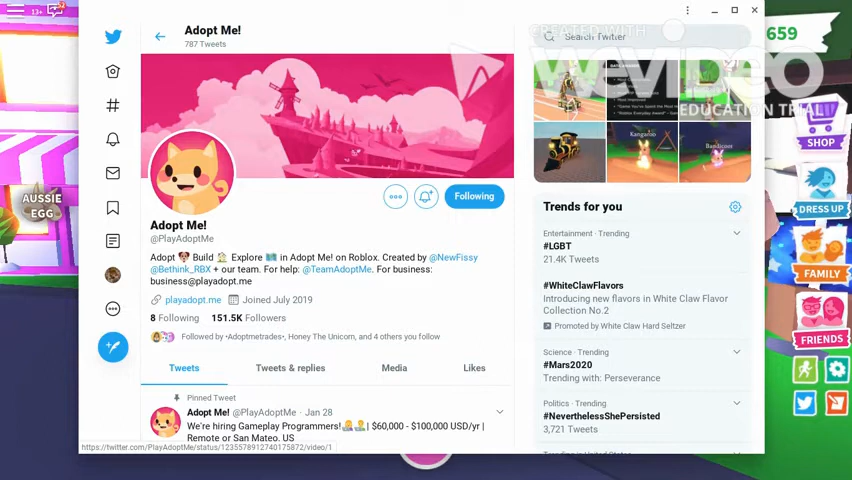 13+
Adopt Me!
787 Tweets
Search Twitter
CREATED WITH
wevideo
EDUCATION TRIAL
659
SHOP
DRESS UP
FAMILY
FRIENDS
AUSSIE
EGG
Kangaroo
Bandicoot
Following
Adopt Me!
@PlayAdoptMe
Adopt Build Explore in Adopt Me! on Roblox. Created by @NewFissy
@Bethink_RBX + our team. For help: @TeamAdoptMe. For business:
business@playadopt.me
playadopt.me Joined July 2019
8 Following 151.5K Followers
Followed by •Adoptmetrades•, Honey The Unicorn, and 4 others you follow
Tweets Tweets & replies Media Likes
Pinned Tweet
Adopt Me! @PlayAdoptMe · Jan 28
We're hiring Gameplay Programmers! | $60,000 - $100,000 USD/yr |
Remote or San Mateo, US
https://twitter.com/PlayAdoptMe/status/1235578912740175872/video/1
Trends for you
Entertainment · Trending
#LGBT
21.4K Tweets
#WhiteClawFlavors
Introducing new flavors in White Claw Flavor
Collection No.2
Promoted by White Claw Hard Seltzer
Science · Trending
#Mars2020
Trending with: Perseverance
Politics · Trending
#NeverthelessShePersisted
3,721 Tweets